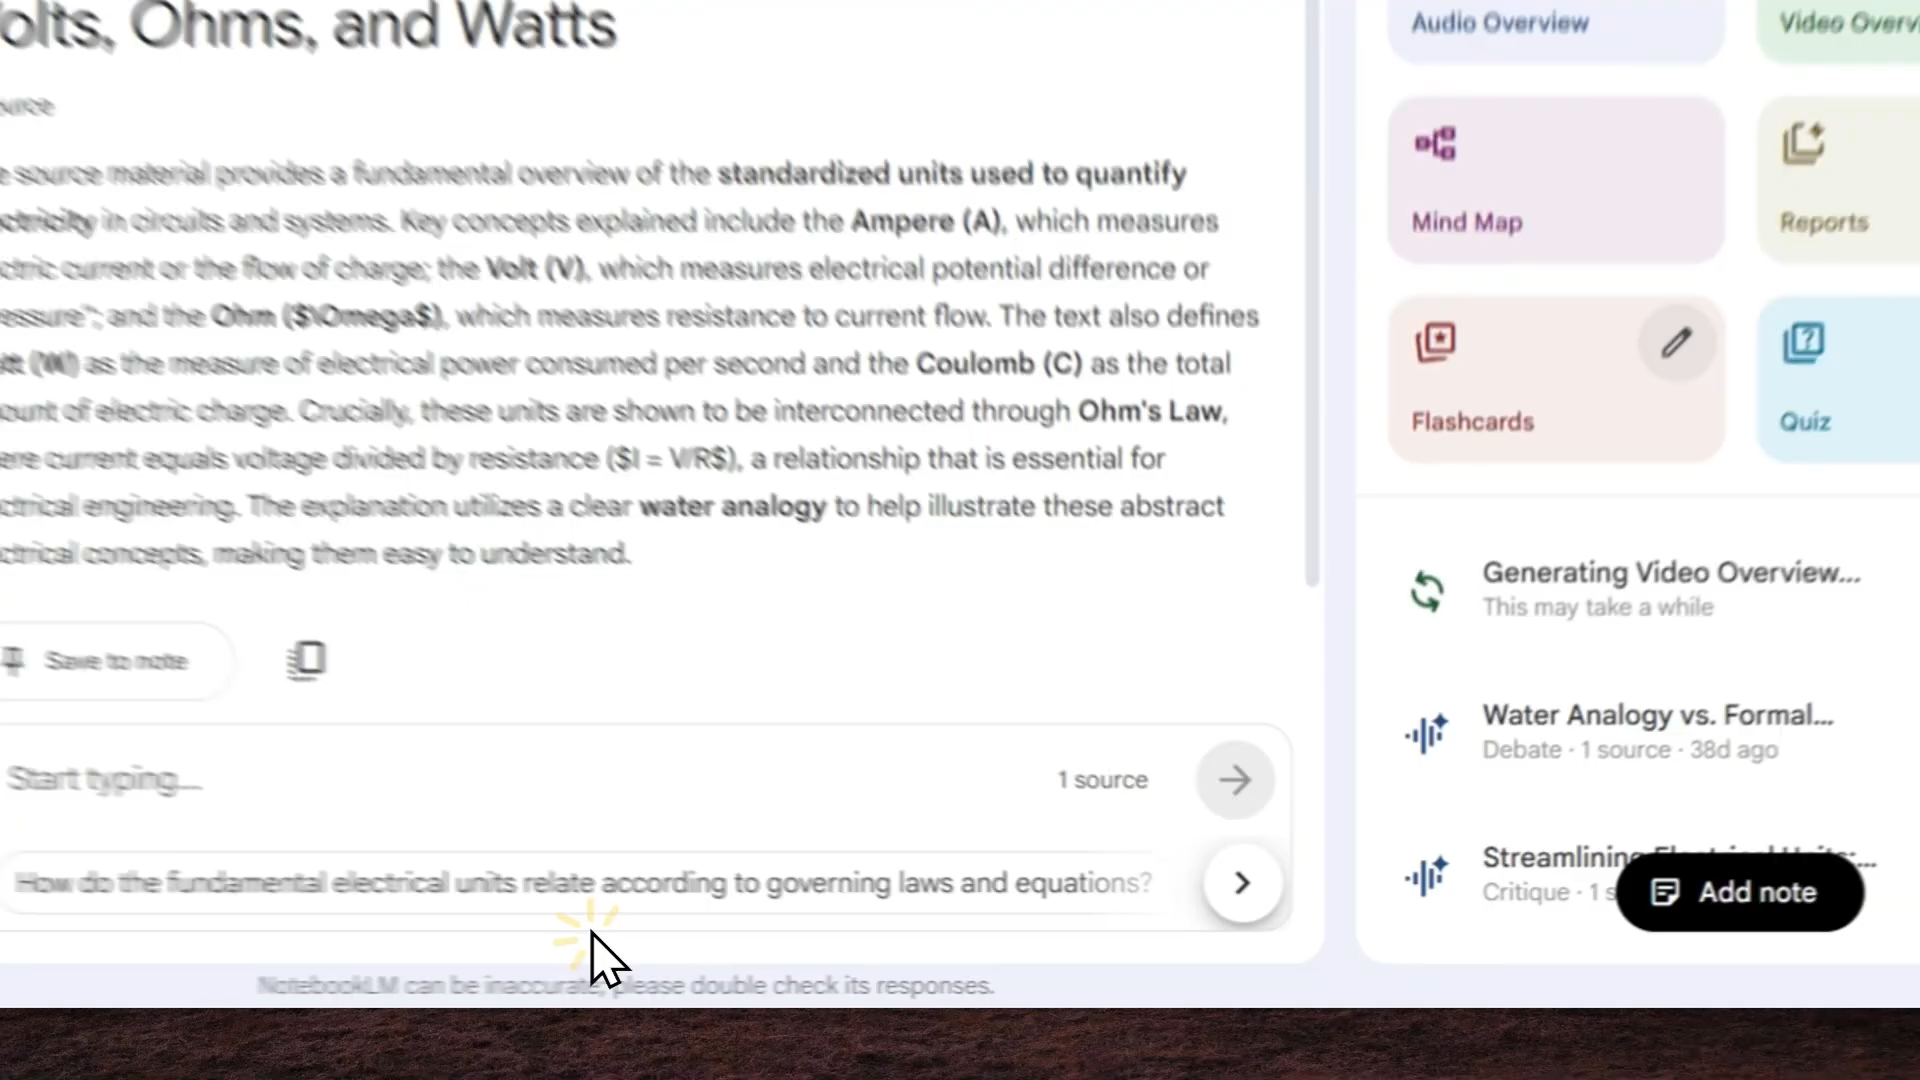 olts, Ohms, and Watts
ource
e source material provides a fundamental overview of the standardized units used to quantify
ctricity in circuits and systems. Key concepts explained include the Ampere (A), which measures
ctric current or the flow of charge; the Volt (V), which measures electrical potential difference or
essure"; and the Ohm ($\Omega$), which measures resistance to current flow. The text also defines
tt (W) as the measure of electrical power consumed per second and the Coulomb (C) as the total
ount of electric charge. Crucially, these units are shown to be interconnected through Ohm's Law,
ere current equals voltage divided by resistance ($I = V/R$), a relationship that is essential for
ctrical engineering. The explanation utilizes a clear water analogy to help illustrate these abstract
ctrical concepts, making them easy to understand.
Save to note
Start typing...
1 source
How do the fundamental electrical units relate according to governing laws and equations?
NotebookLM can be inaccurate, please double check its responses.
Audio Overview
Video Overvi
Mind Map
Reports
Flashcards
Quiz
Generating Video Overview...
This may take a while
Water Analogy vs. Formal...
Debate · 1 source · 38d ago
Streamlining Electrical Units:...
Critique · 1 s
Add note